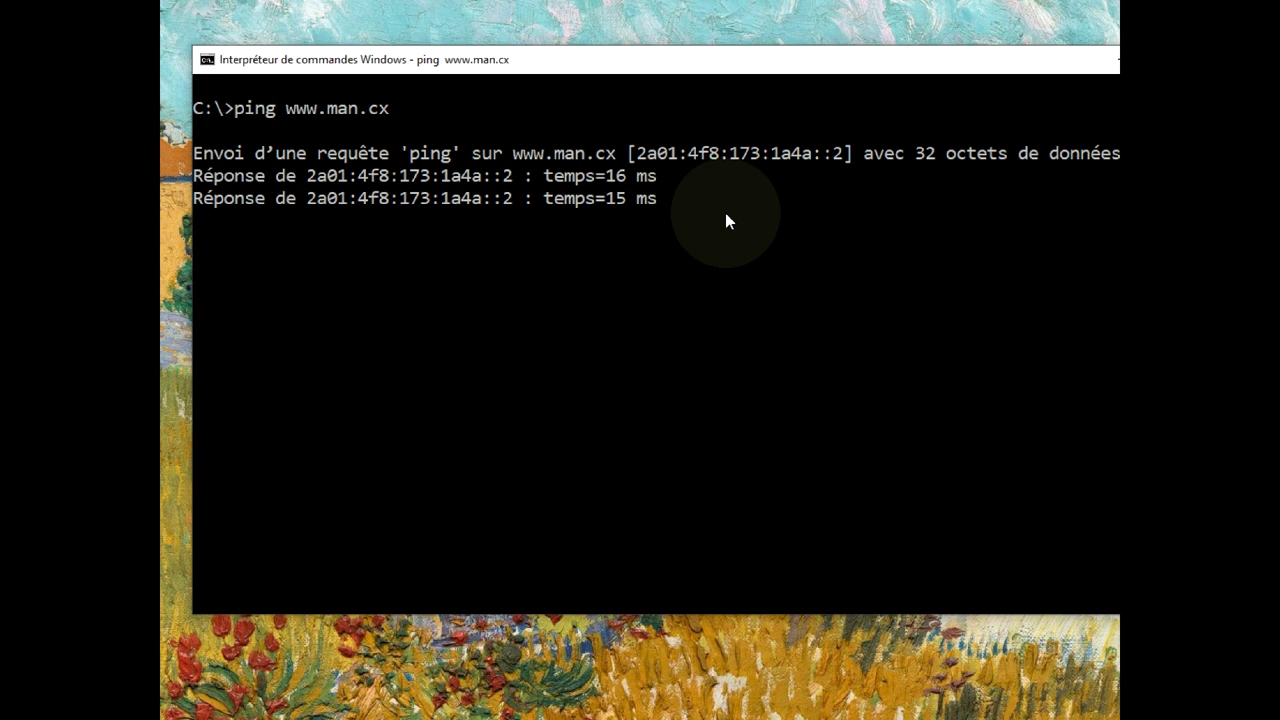 Interpréteur de commandes Windows - ping  www.man.cx
C:\>ping www.man.cx
Envoi d’une requête 'ping' sur www.man.cx [2a01:4f8:173:1a4a::2] avec 32 octets de données
Réponse de 2a01:4f8:173:1a4a::2 : temps=16 ms
Réponse de 2a01:4f8:173:1a4a::2 : temps=15 ms